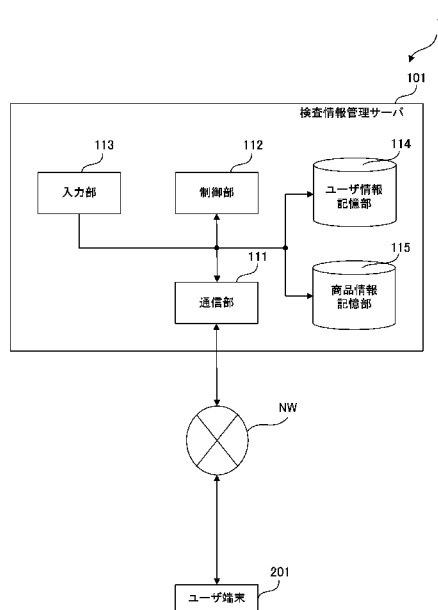 101
検査情報管理サーバ
113
入力部
112
制御部
114
ユーザ情報
記憶部
111
通信部
115
商品情報
記憶部
NW
201
ユーザ端末